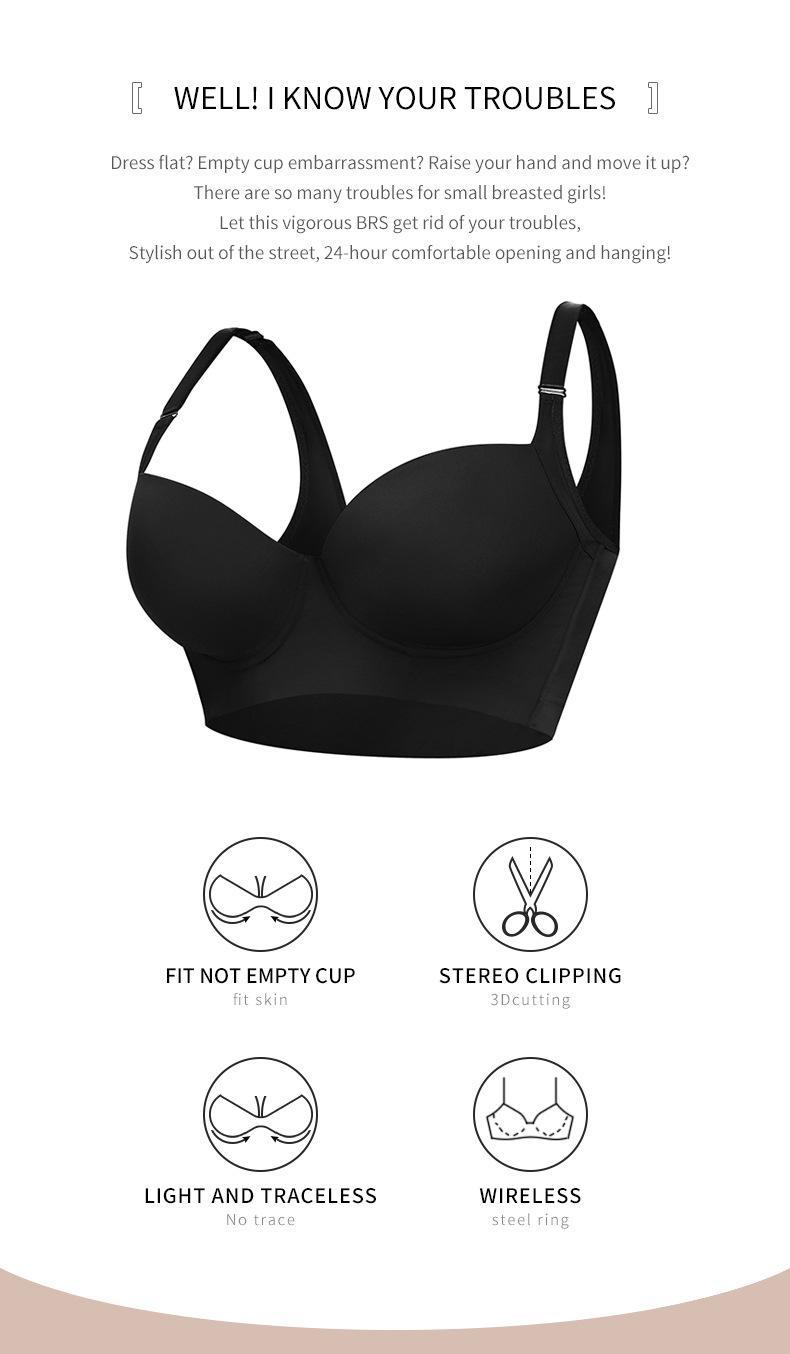 WELL! I KNOW YOUR TROUBLES
Dress flat? Empty cup embarrassment? Raise your hand and move it up?
There are so many troubles for small breasted girls!
Let this vigorous BRS get rid of your troubles,
Stylish out of the street, 24-hour comfortable opening and hanging!
FIT NOT EMPTY CUP
fit skin
STEREO CLIPPING
3Dcutting
LIGHT AND TRACELESS
No trace
WIRELESS
steel ring